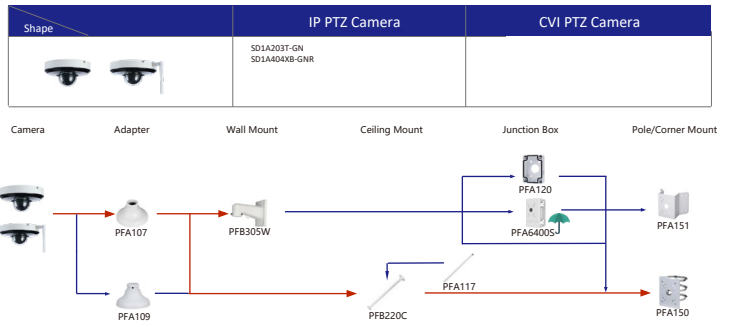 Shape
IP PTZ Camera
CVI PTZ Camera
SD1A203T-GN
SD1A404XB-GNR
Camera
Adapter
Wall Mount
Ceiling Mount
Junction Box
Pole/Corner Mount
PFA120
PFA107
PFB305W
PFA6400S
PFA151
PFA117
PFA109
PFB220C
PFA150